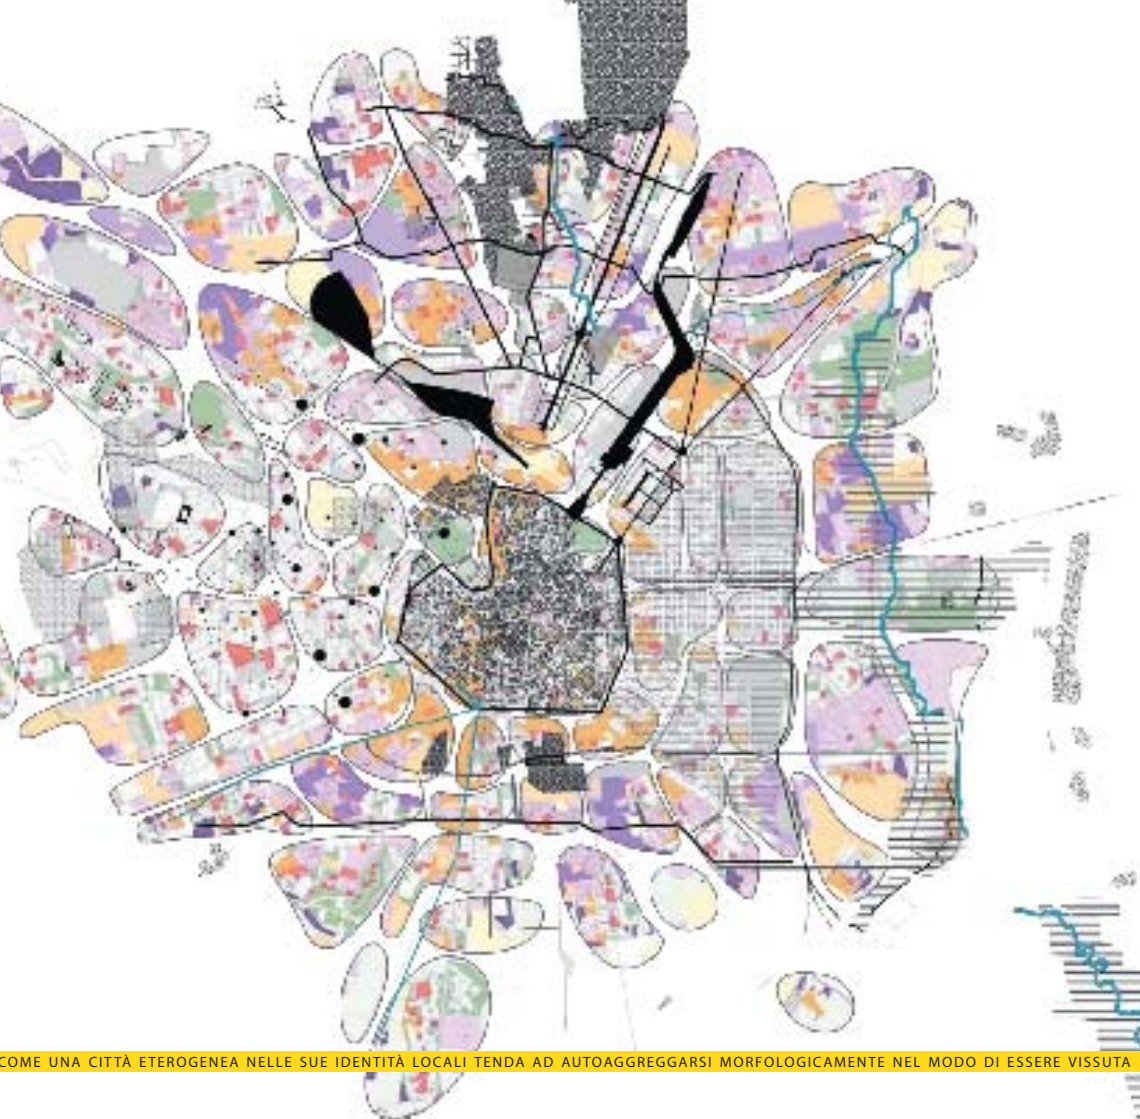 COME UNA CITTÀ ETEROGENEA NELLE SUE IDENTITÀ LOCALI TENDA AD AUTOAGGREGGARSI MORFOLOGICAMENTE NEL MODO DI ESSERE VISSUTA